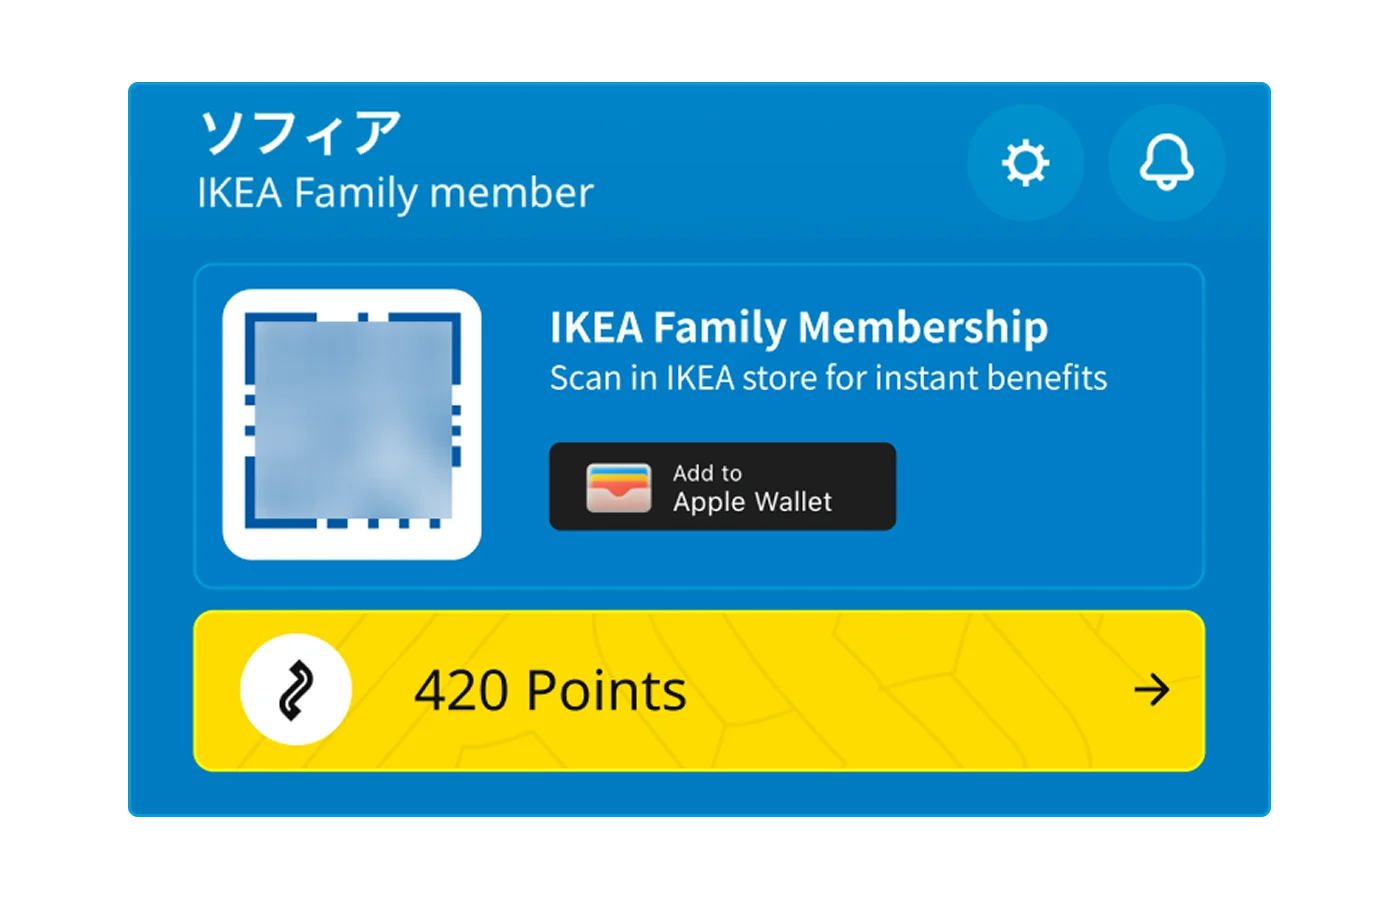 ソフィア
IKEA Family member
IKEA Family Membership
Scan in IKEA store for instant benefits
Add to
Apple Wallet
420 Points